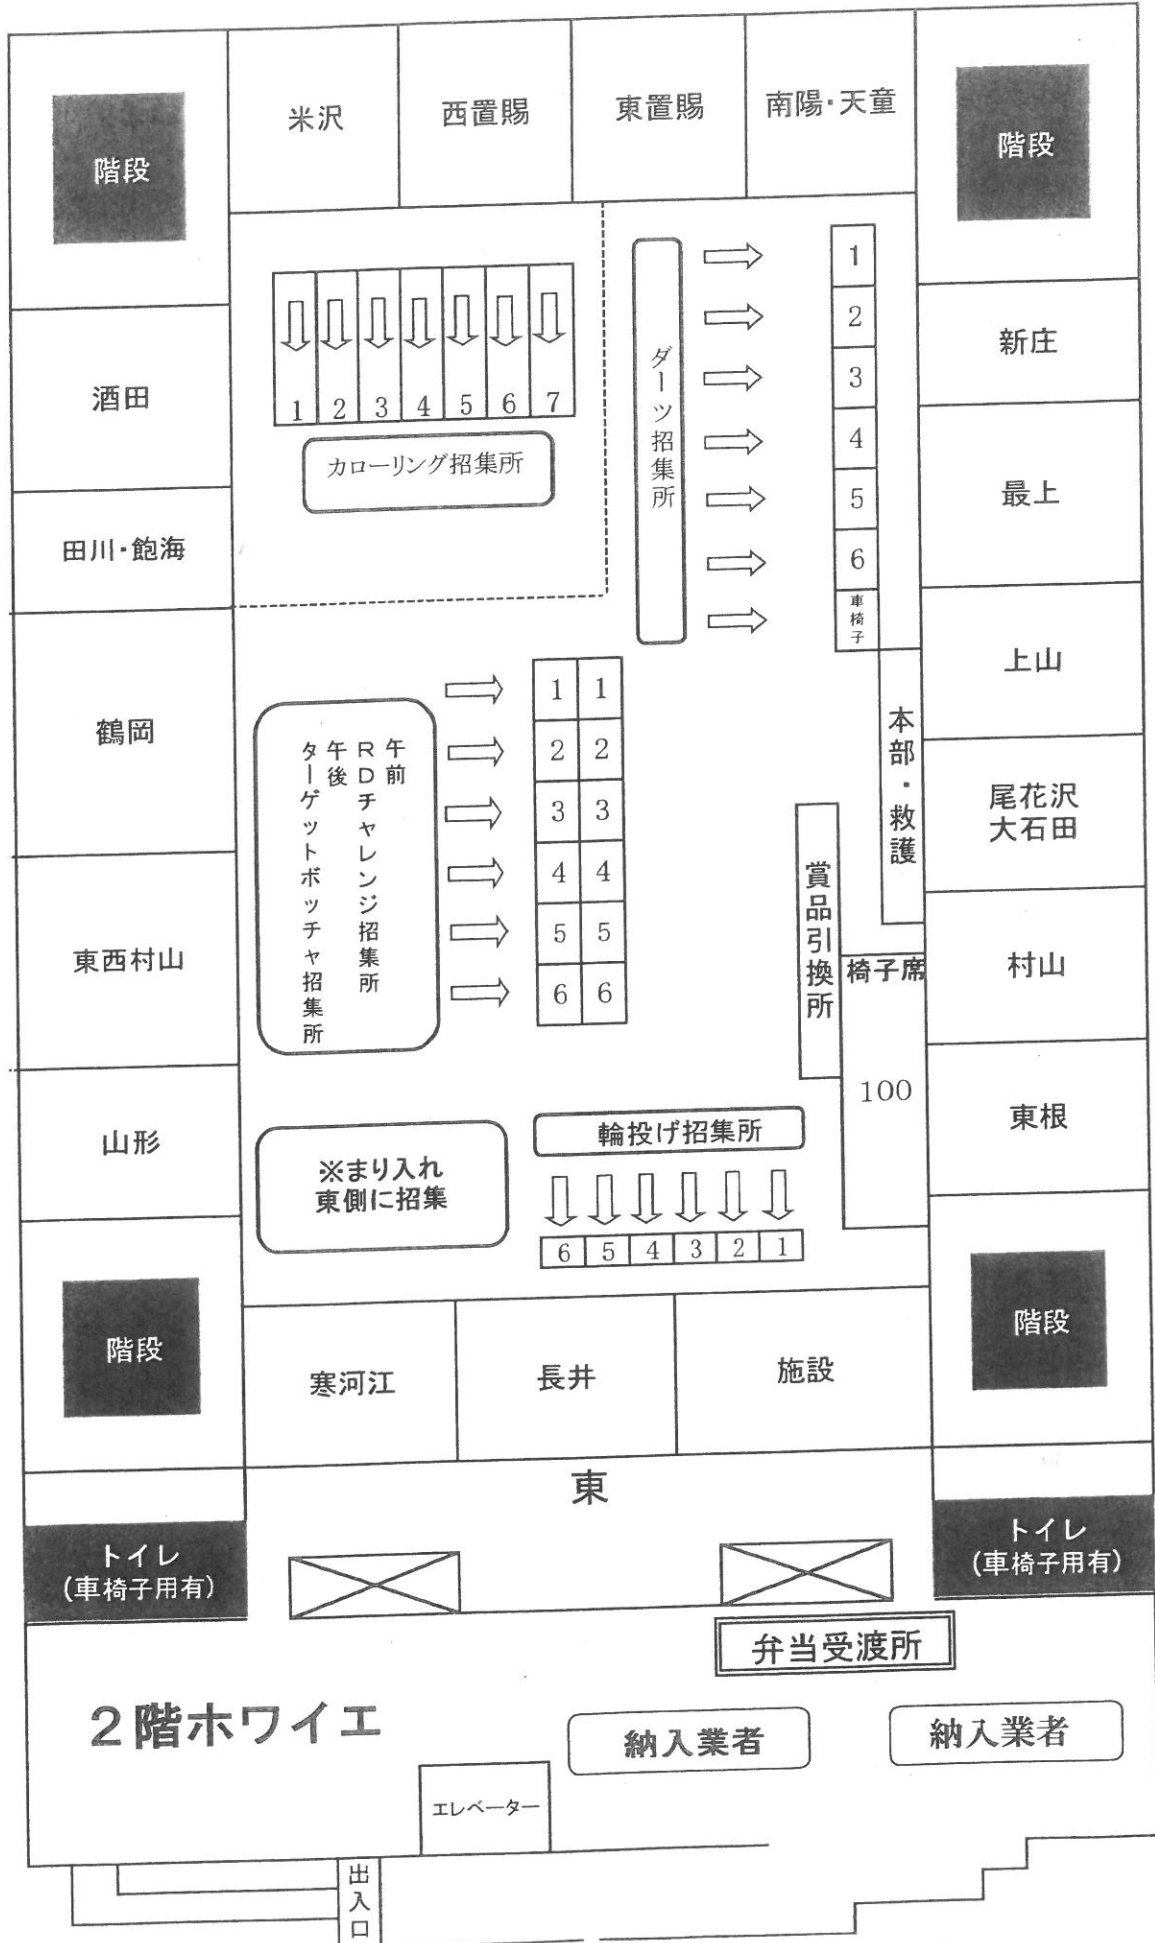 米沢
西置賜
東置賜
南陽・天童
階段
階段
酒田
田川・飽海
鶴岡
東西村山
山形
階段
新庄
最上
上山
尾花沢
大石田
村山
東根
階段
1 2 3 4 5 6 7
カローリング招集所
ダーツ招集所
1
2
3
4
5
6
車椅子
本部・救護
午前
RDチャレンジ招集所
午後
ターゲットボッチャ招集所
1 1
2 2
3 3
4 4
5 5
6 6
賞品引換所
椅子席
100
※まり入れ
東側に招集
輪投げ招集所
6 5 4 3 2 1
寒河江
長井
施設
東
トイレ
(車椅子用有)
トイレ
(車椅子用有)
弁当受渡所
2階ホワイエ
納入業者
納入業者
エレベーター
出入口